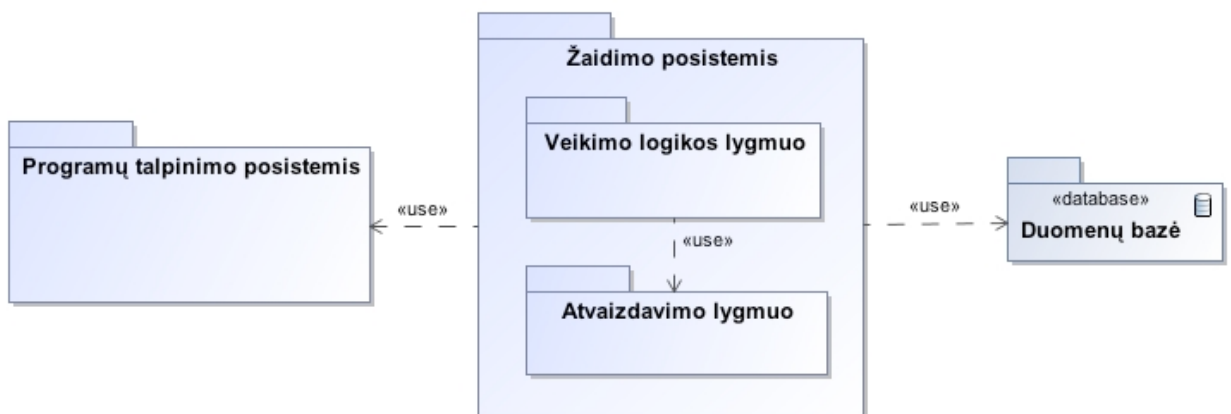 Žaidimo posistemis
Veikimo logikos lygmuo
Programų talpinimo posistemis
«use»
«use»
«database»
Duomenų bazė
«use»
Atvaizdavimo lygmuo